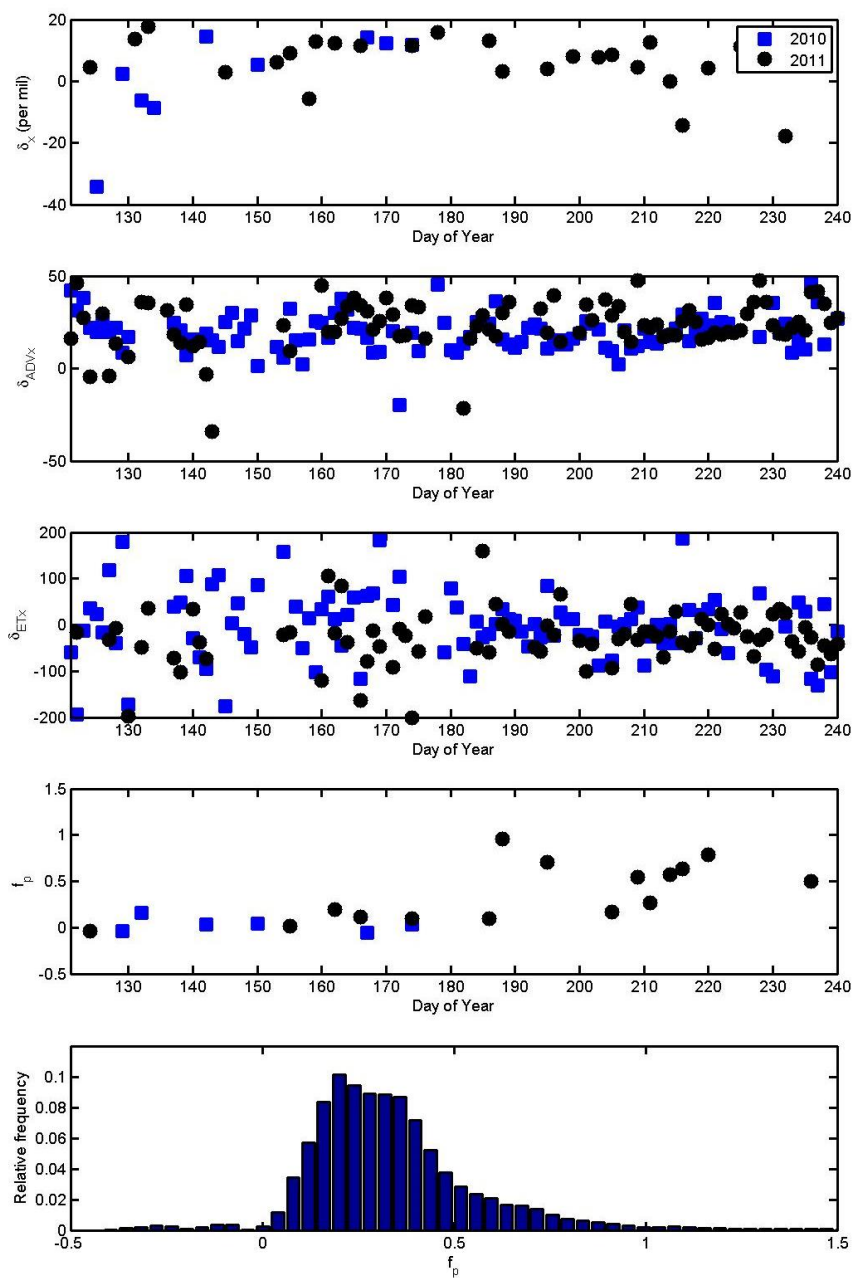 20
0
-20
-40
δx (per mil)
2010
2011
130 140 150 160 170 180 190 200 210 220 230 240
Day of Year
50
0
-50
δADVx
130 140 150 160 170 180 190 200 210 220 230 240
Day of Year
200
100
0
-100
-200
δETx
130 140 150 160 170 180 190 200 210 220 230 240
Day of Year
1.5
1
0.5
0
-0.5
fp
130 140 150 160 170 180 190 200 210 220 230 240
Day of Year
0.1
0.08
0.06
0.04
0.02
0
Relative frequency
-0.5 0 0.5 1 1.5
fp